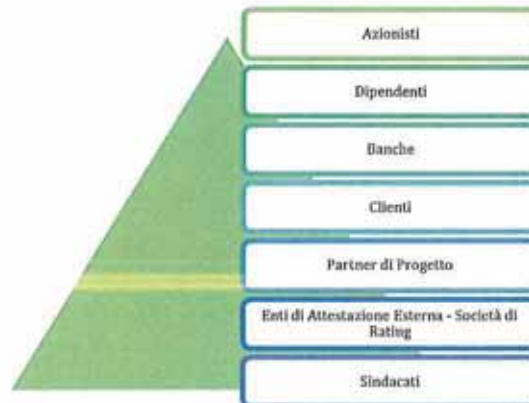 Azionisti
Dipendenti
Banche
Clienti
Partner di Progetto
Enti di Attestazione Esterna - Società di
Rating
Sindacati